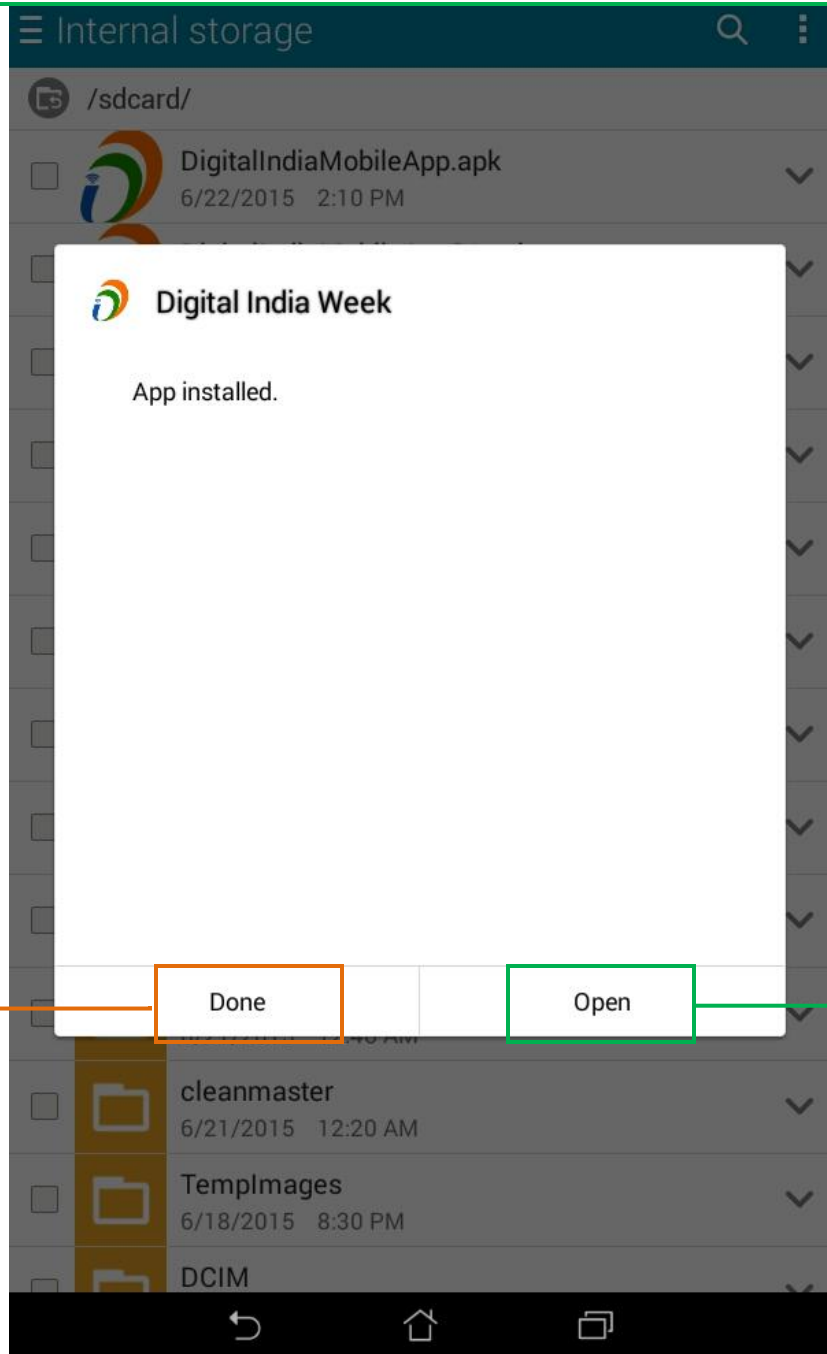 Internal storage
/sdcard/
DigitalIndiaMobileApp.apk
6/22/2015 2:10 PM
Digital India Week
App installed.
Done
Open
cleanmaster
6/21/2015 12:20 AM
TempImages
6/18/2015 8:30 PM
DCIM